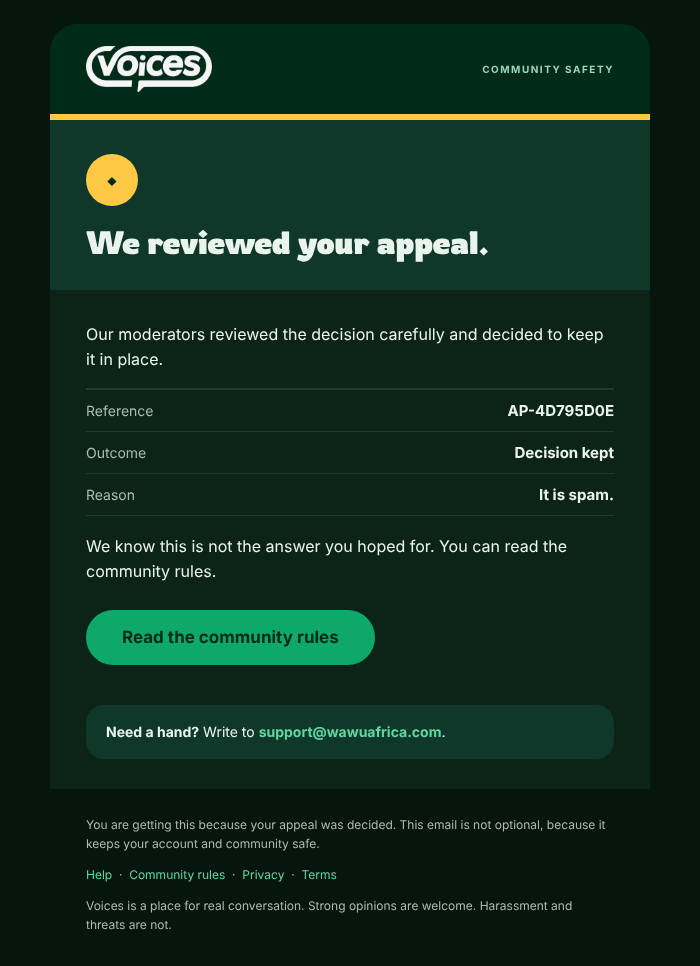 Voices
COMMUNITY SAFETY
We reviewed your appeal.
Our moderators reviewed the decision carefully and decided to keep
it in place.
Reference AP-4D795D0E
Outcome Decision kept
Reason It is spam.
We know this is not the answer you hoped for. You can read the
community rules.
Read the community rules
Need a hand? Write to support@wawuafrica.com.
You are getting this because your appeal was decided. This email is not optional, because it
keeps your account and community safe.
Help · Community rules · Privacy · Terms
Voices is a place for real conversation. Strong opinions are welcome. Harassment and
threats are not.